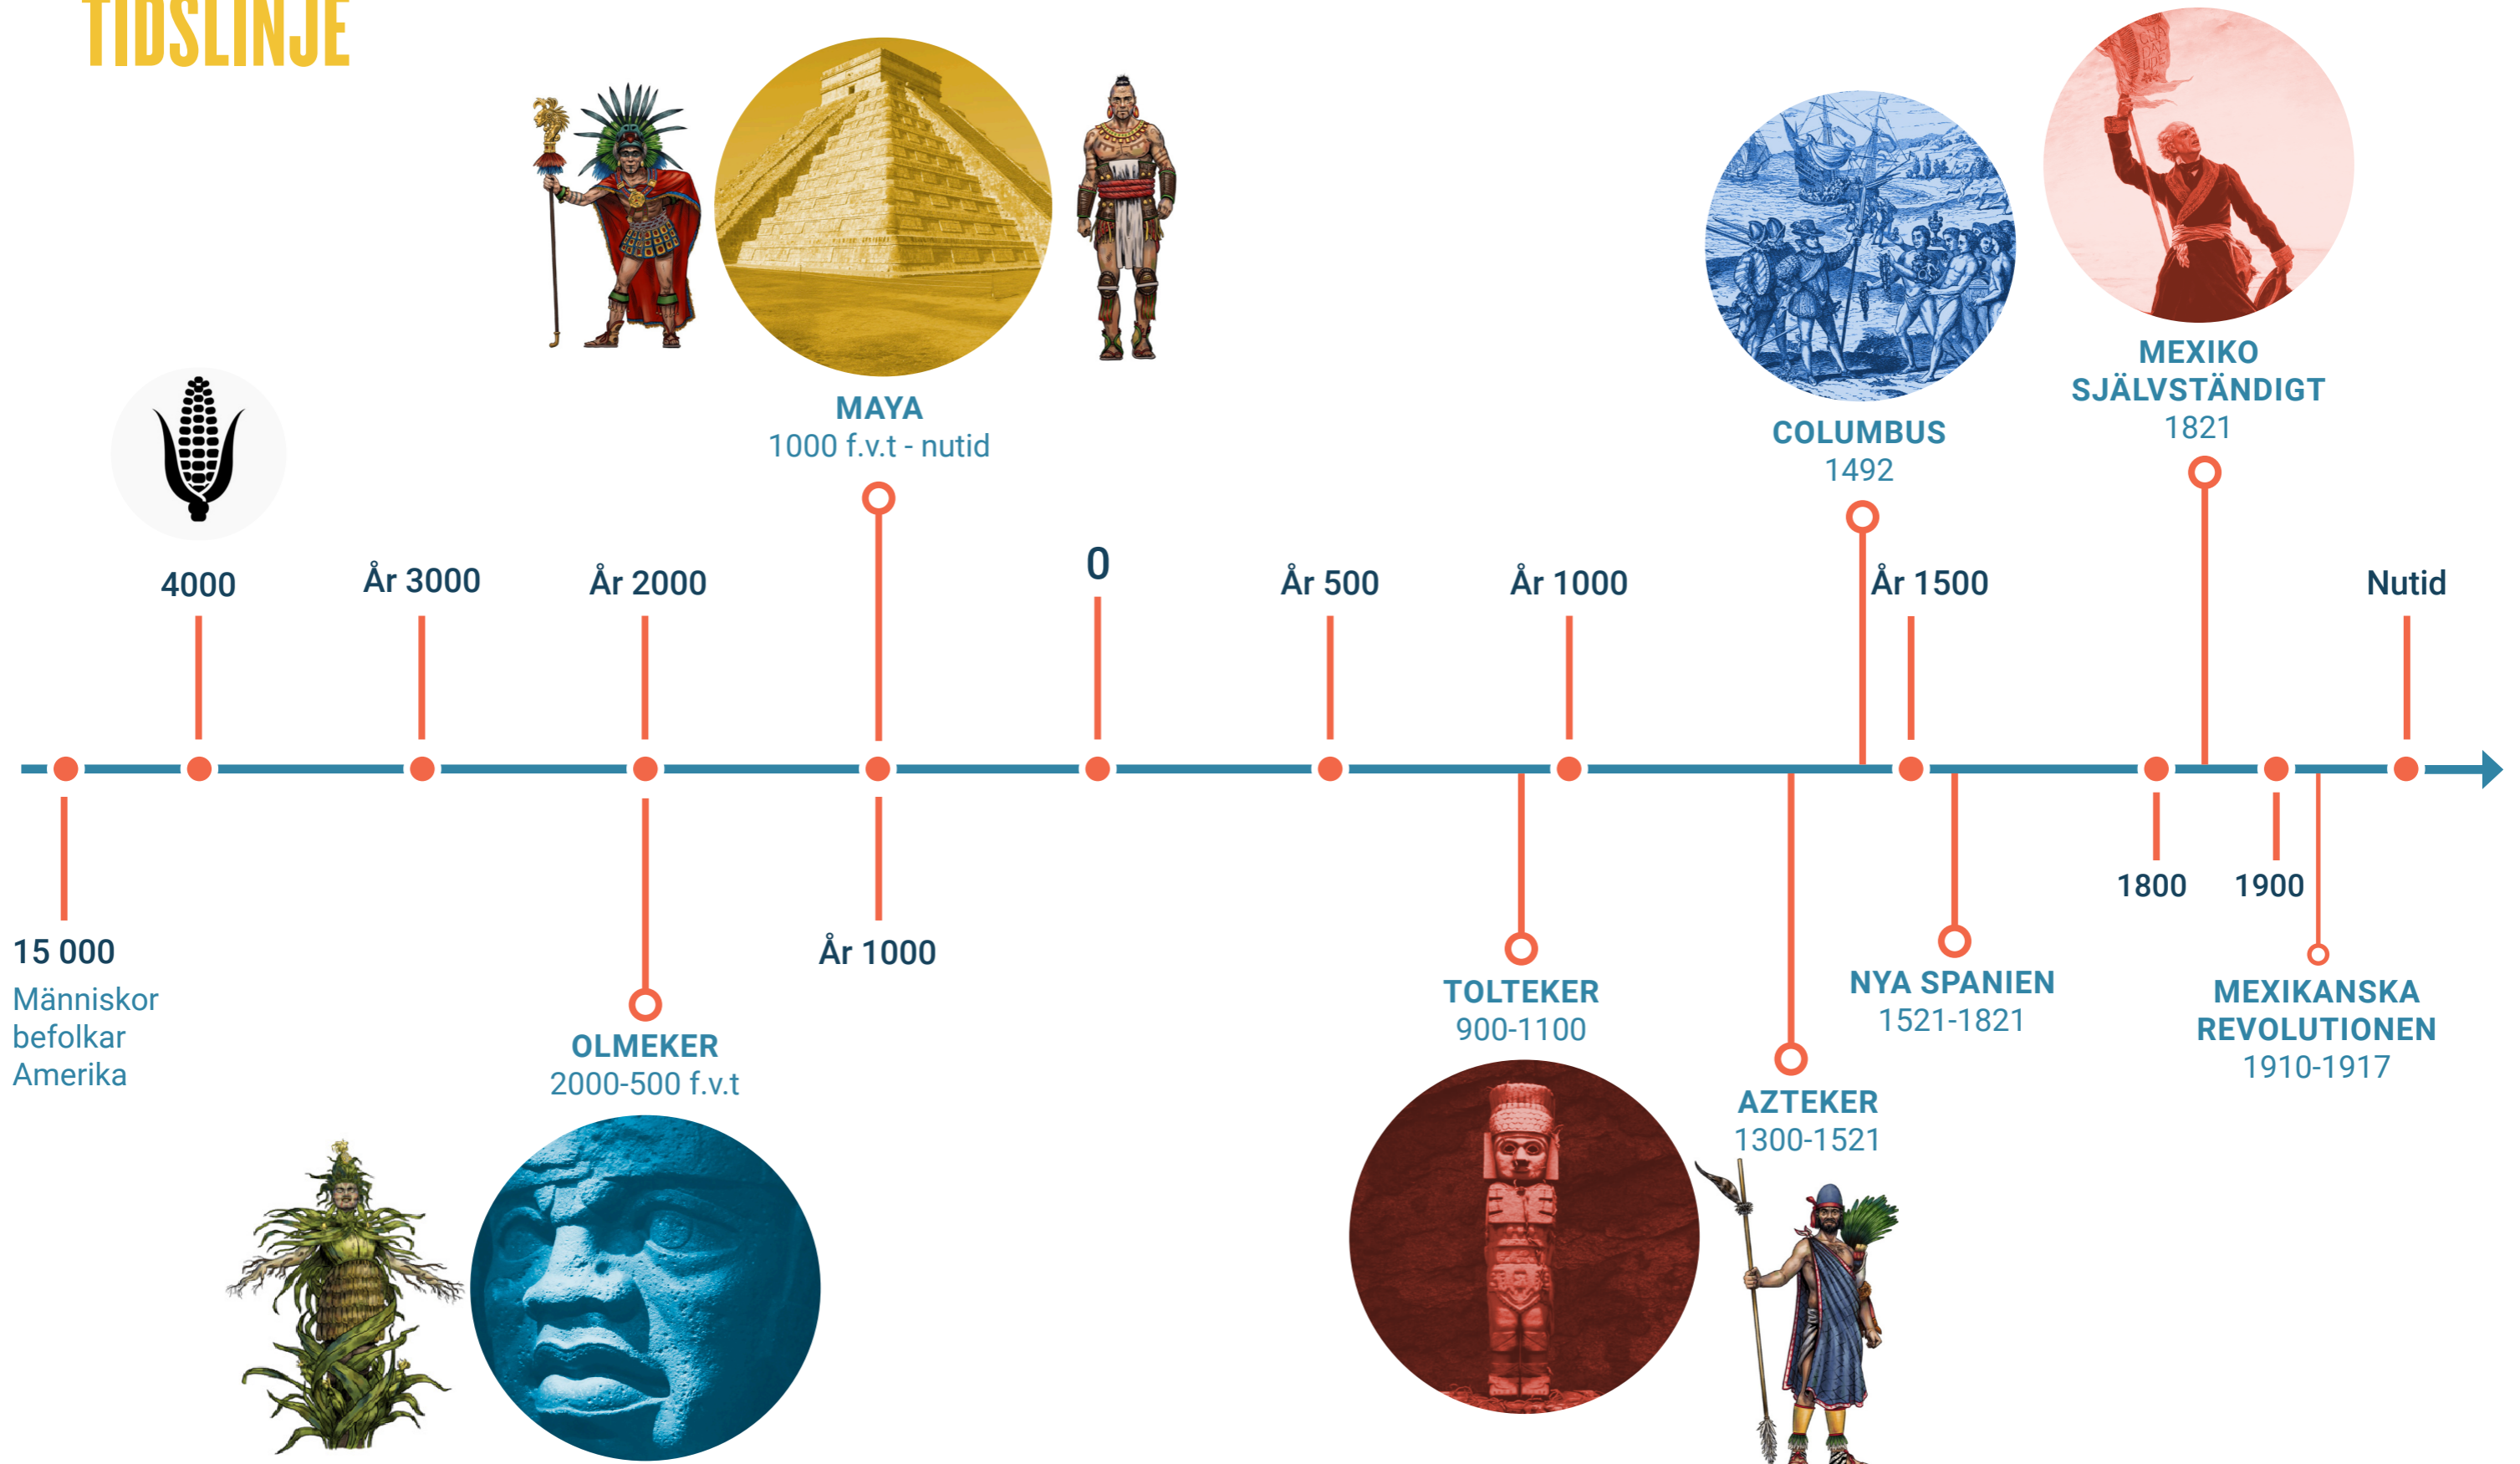 TIDSLINJE
MAYA
1000 f.v.t - nutid
COLUMBUS
1492
MEXIKO
SJÄLVSTÄNDIGT
1821
4000
År 3000
År 2000
0
År 500
År 1000
År 1500
Nutid
15 000
Människor
befolkar
Amerika
OLMEKER
2000-500 f.v.t
År 1000
TOLTEKER
900-1100
AZTEKER
1300-1521
NYA SPANIEN
1521-1821
1800
1900
MEXIKANSKA
REVOLUTIONEN
1910-1917